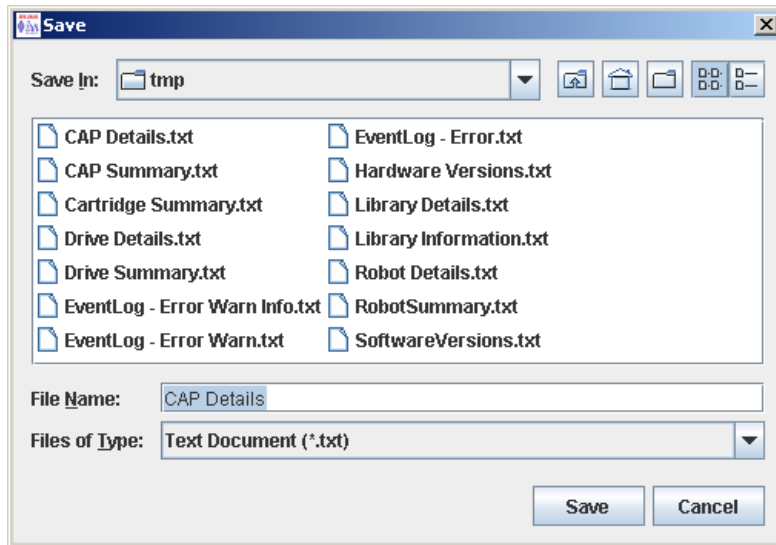 Save
Save In: tmp
CAP Details.txt EventLog - Error.txt
CAP Summary.txt Hardware Versions.txt
Cartridge Summary.txt Library Details.txt
Drive Details.txt Library Information.txt
Drive Summary.txt Robot Details.txt
EventLog - Error Warn Info.txt RobotSummary.txt
EventLog - Error Warn.txt SoftwareVersions.txt
File Name: CAP Details
Files of Type: Text Document (*.txt)
Save Cancel